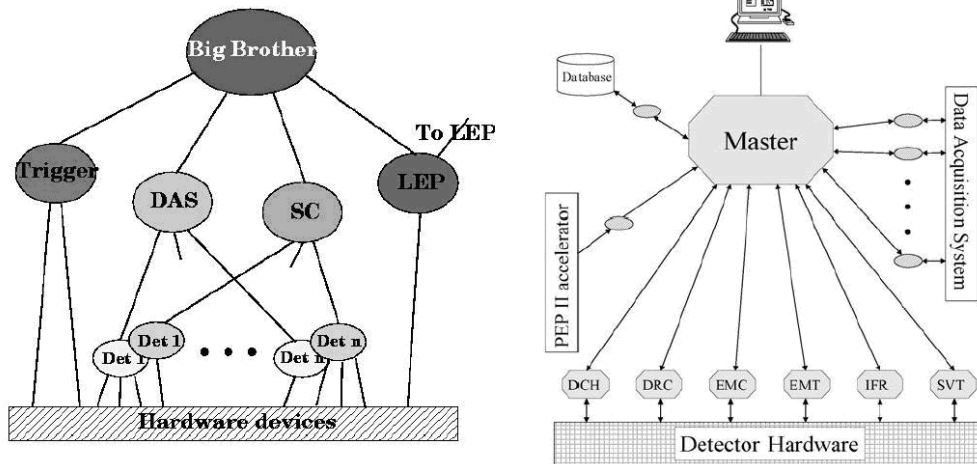 Big Brother
To LEP
Trigger
DAS
SC
LEP
Det 1
Det 1
Det n
Det n
Hardware devices
Database
Master
Data Acquisition System
PEP II accelerator
DCH
DRC
EMC
EMT
IFR
SVT
Detector Hardware